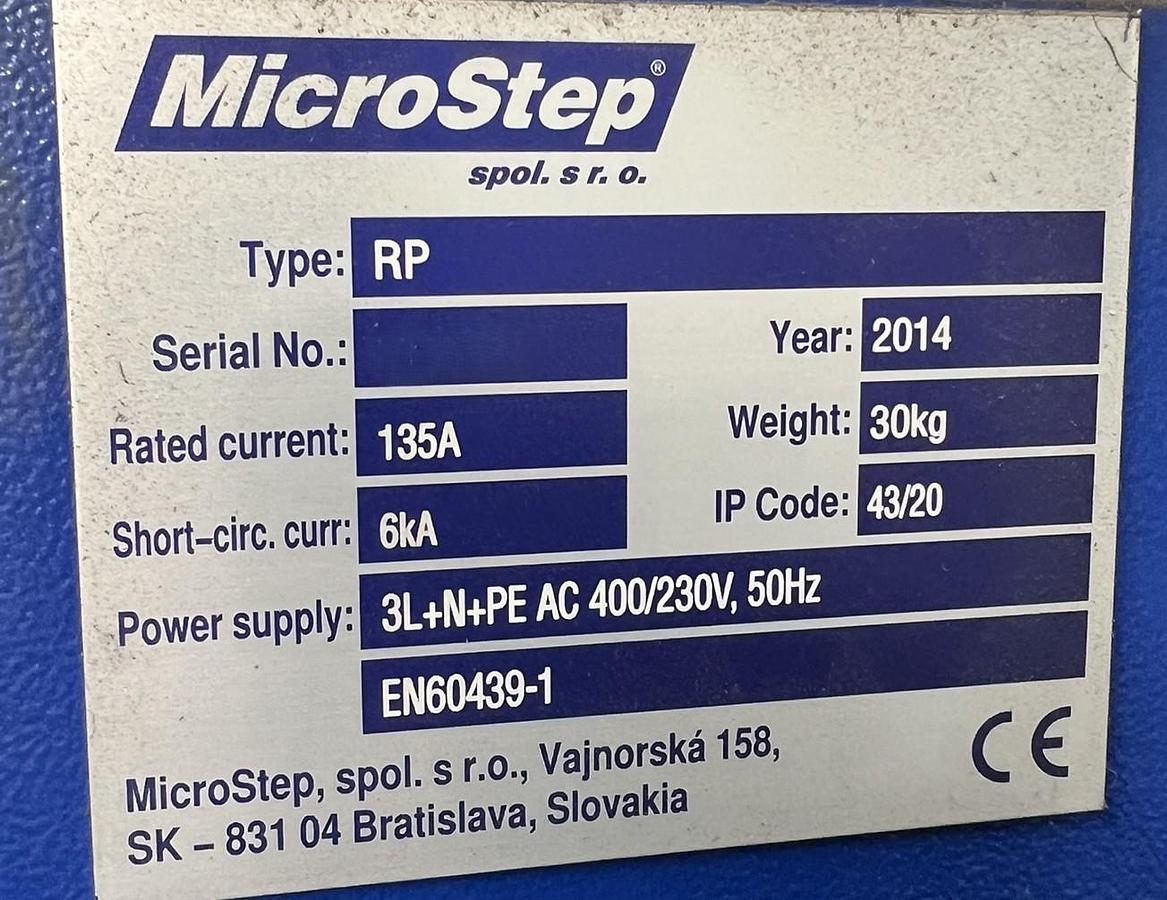 MicroStep®
spol. s r. o.
Type: RP
Serial No.:
Year: 2014
Rated current: 135A
Weight: 30kg
Short-circ. curr: 6kA
IP Code: 43/20
Power supply: 3L+N+PE AC 400/230V, 50Hz
EN60439-1
MicroStep, spol. s r.o., Vajnorská 158,
SK – 831 04 Bratislava, Slovakia
CE